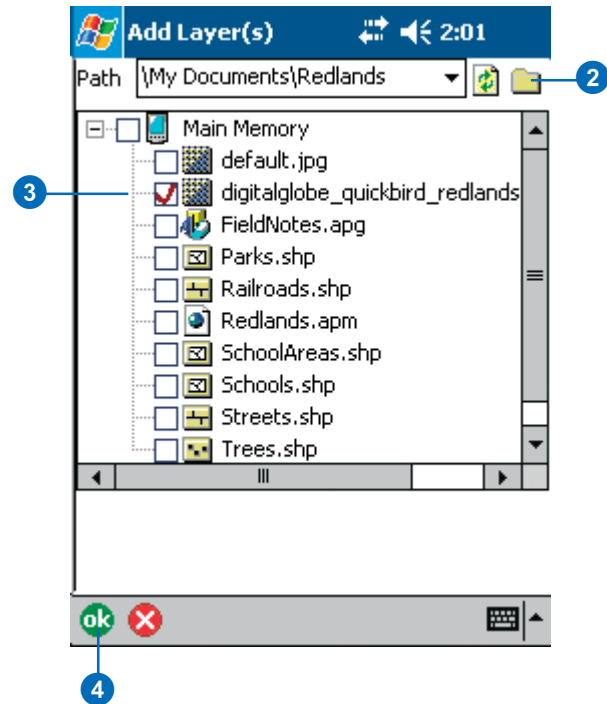 Add Layer(s) 2:01
Path \My Documents\Redlands
2
Main Memory
default.jpg
3
digitalglobe_quickbird_redlands
FieldNotes.apg
Parks.shp
Railroads.shp
Redlands.apm
SchoolAreas.shp
Schools.shp
Streets.shp
Trees.shp
ok
4